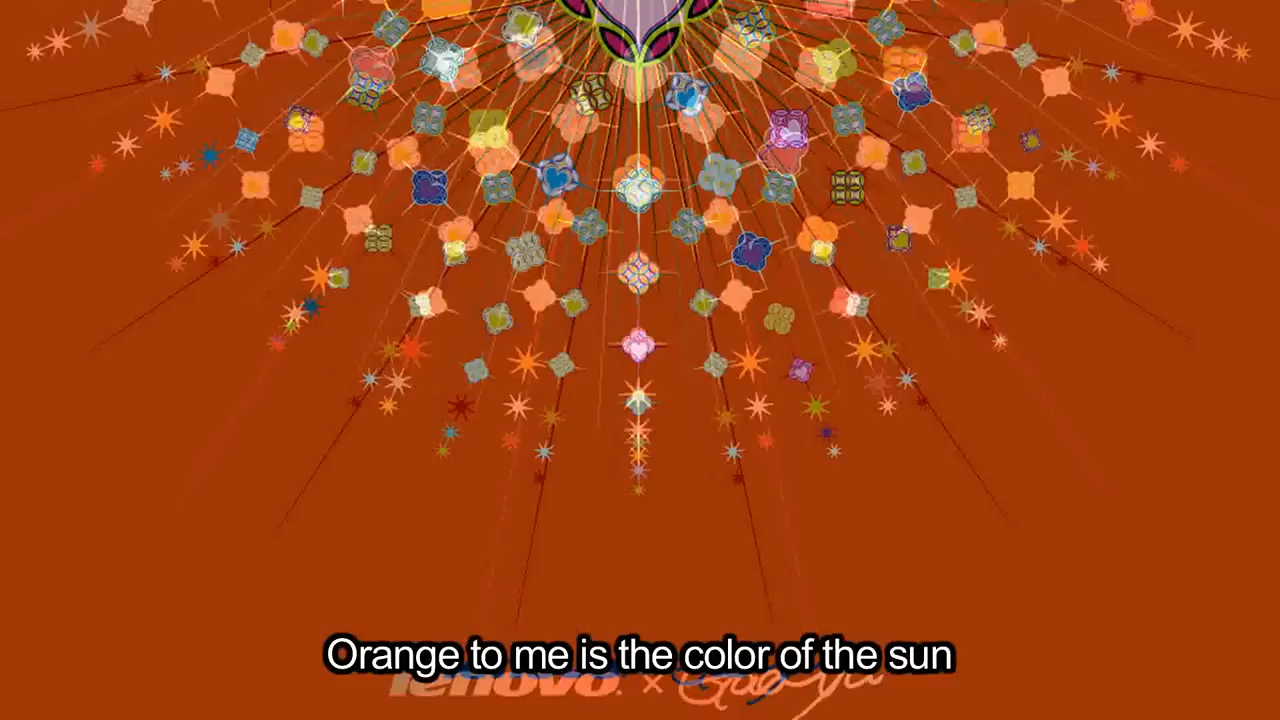 Orange to me is the color of the sun
lenovo. ×